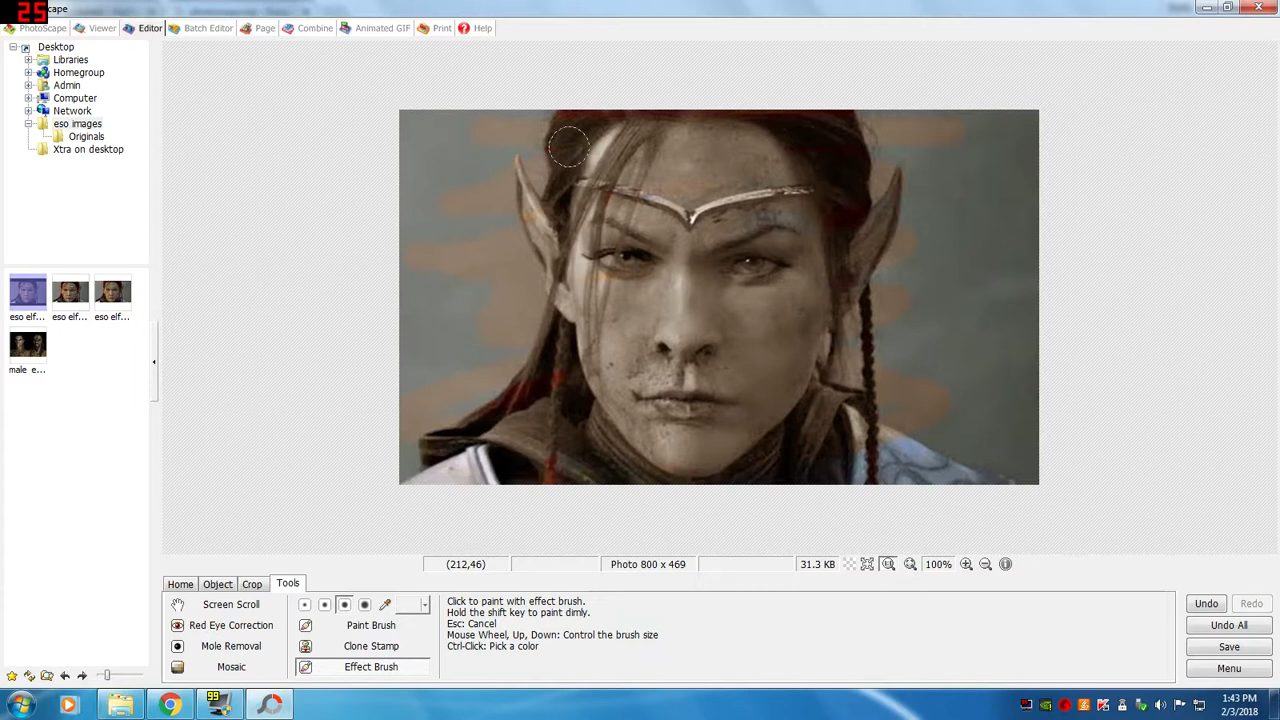 25
scape
PhotoScape Viewer Editor Batch Editor Page Combine Animated GIF Print Help
Desktop
Libraries
Homegroup
Admin
Computer
Network
eso images
Originals
Xtra on desktop
eso elf... eso elf... eso elf...
male e...
(212,46) Photo 800 x 469 31.3 KB 100%
Home Object Crop Tools
Screen Scroll
Red Eye Correction
Mole Removal
Mosaic
Paint Brush
Clone Stamp
Effect Brush
Click to paint with effect brush.
Hold the shift key to paint dimly.
Esc: Cancel
Mouse Wheel, Up, Down: Control the brush size
Ctrl-Click: Pick a color
Undo Redo
Undo All
Save
Menu
99
1:43 PM
2/3/2018